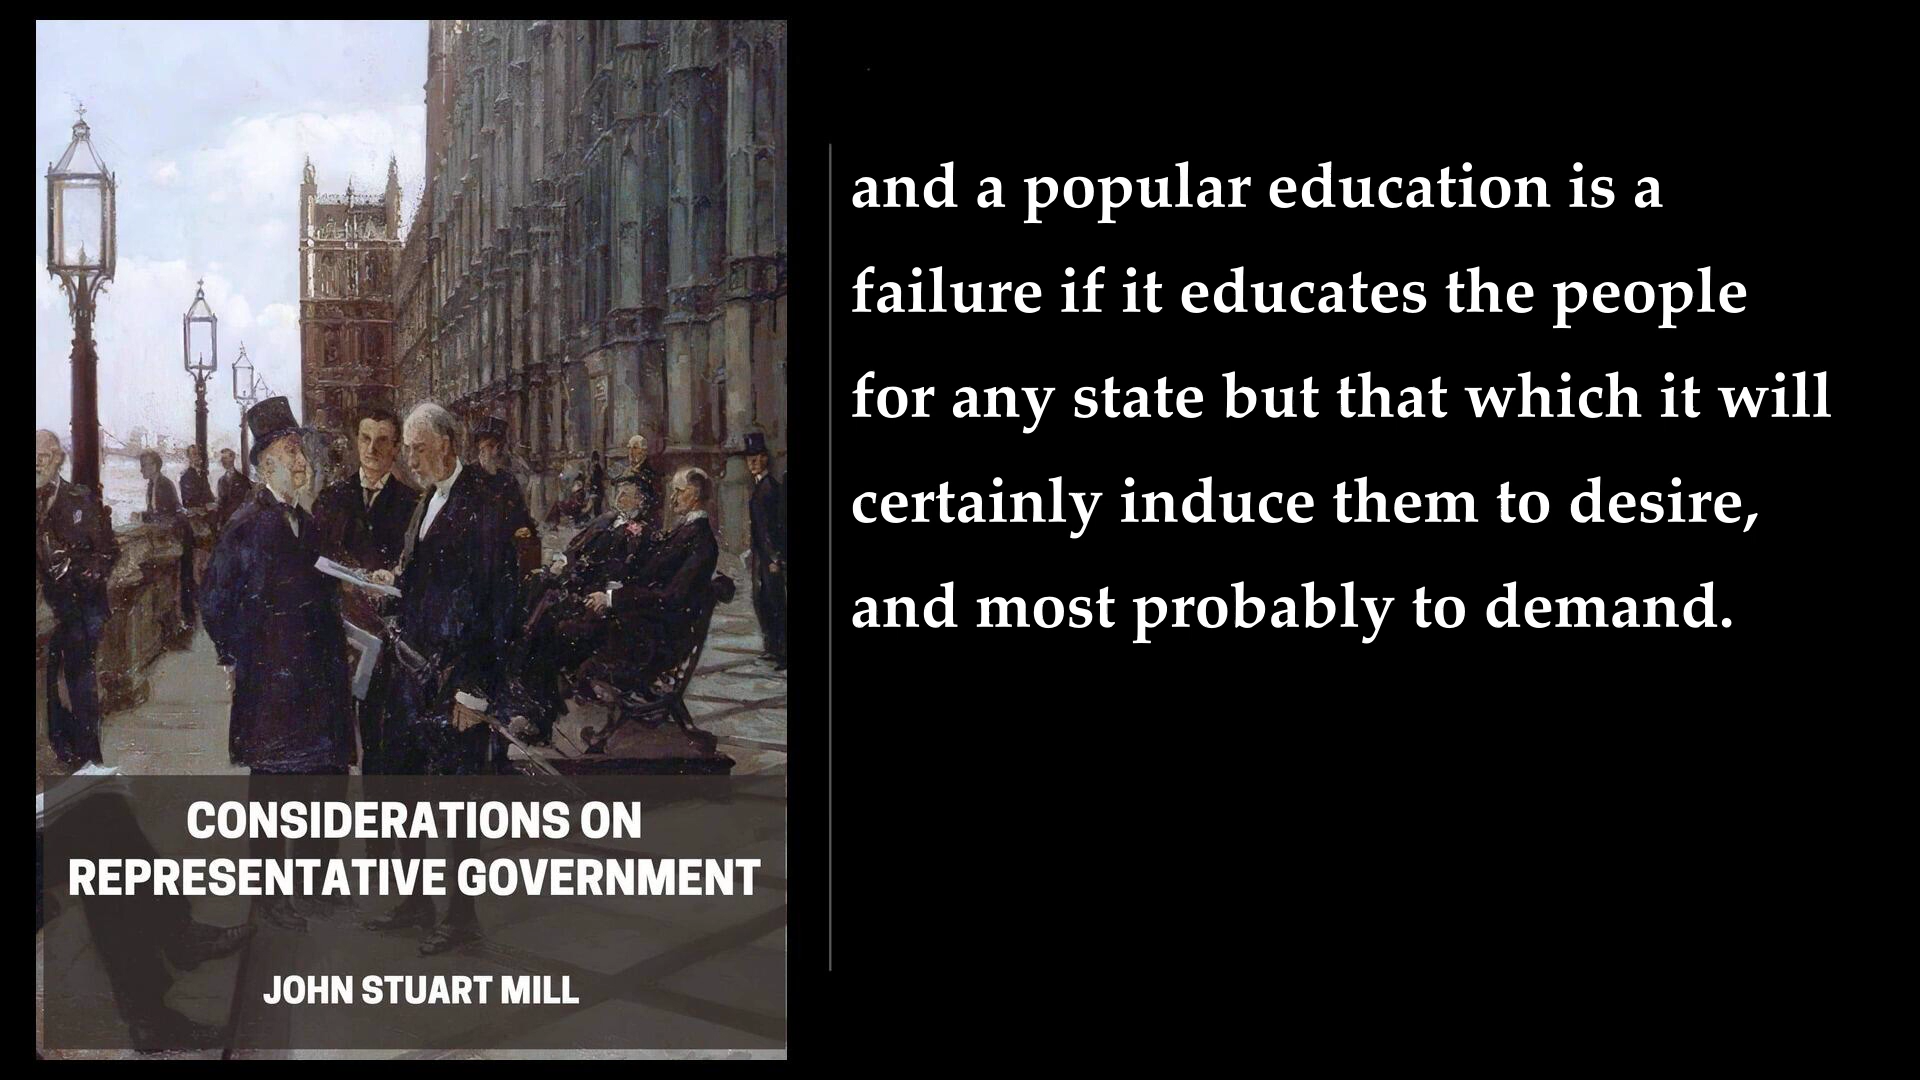 CONSIDERATIONS ON
REPRESENTATIVE GOVERNMENT
JOHN STUART MILL
and a popular education is a
failure if it educates the people
for any state but that which it will
certainly induce them to desire,
and most probably to demand.